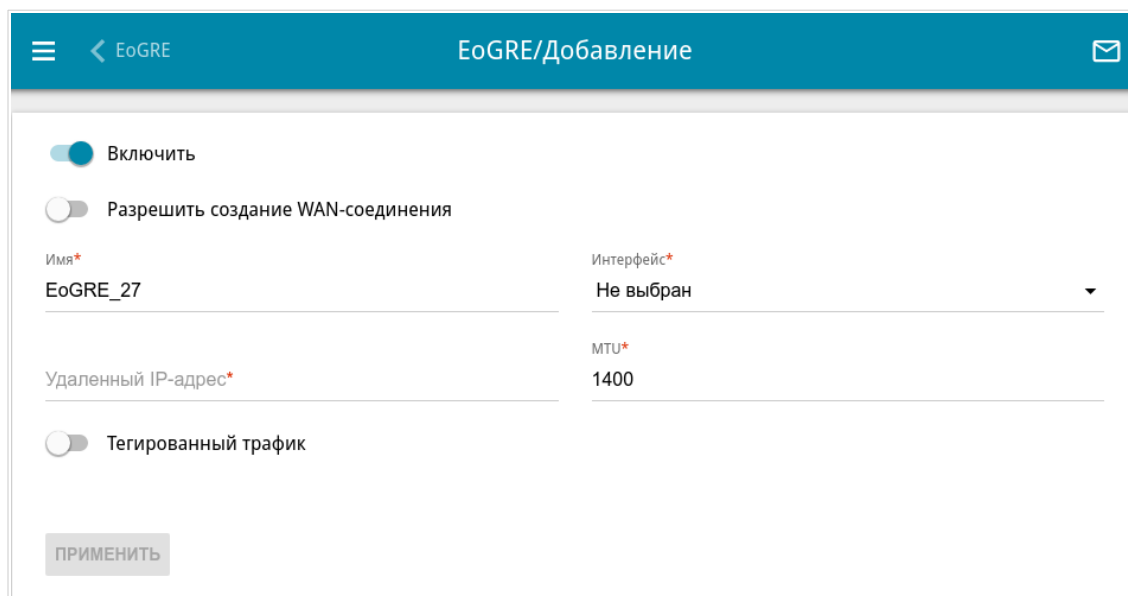 EoGRE
EoGRE/Добавление
Включить
Разрешить создание WAN-соединения
Имя*
Интерфейс*
EoGRE_27
Не выбран
MTU*
Удаленный IP-адрес*
1400
Тегированный трафик
ПРИМЕНИТЬ